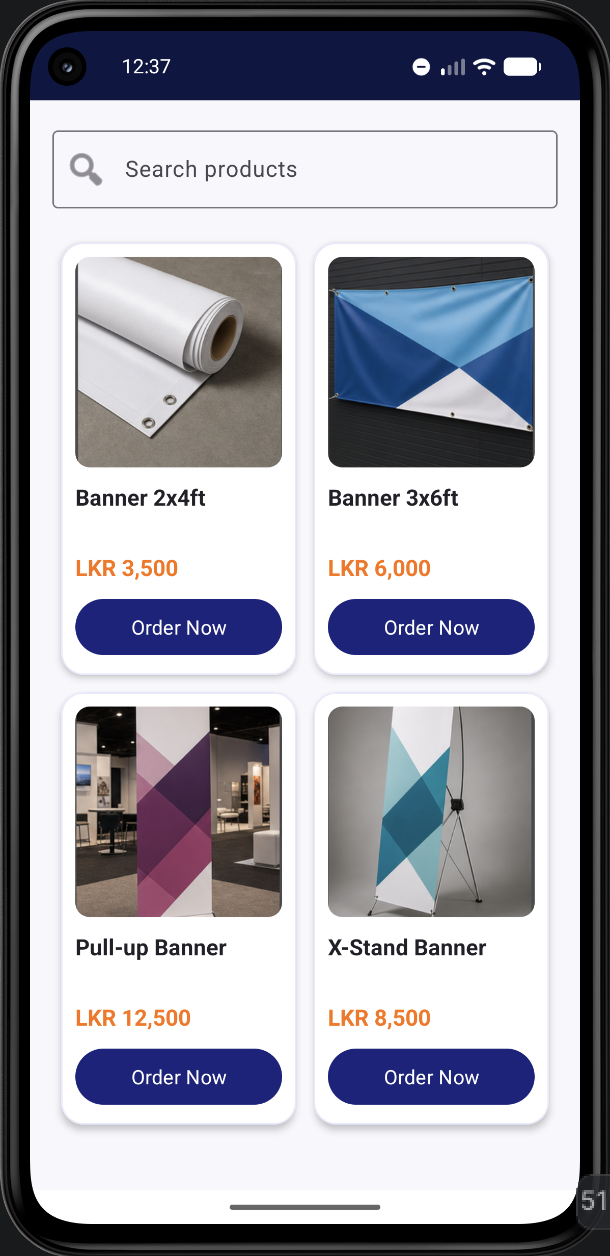 12:37
Search products
Banner 2x4ft
Banner 3x6ft
LKR 3,500
LKR 6,000
Order Now
Order Now
Pull-up Banner
X-Stand Banner
LKR 12,500
LKR 8,500
Order Now
Order Now
51